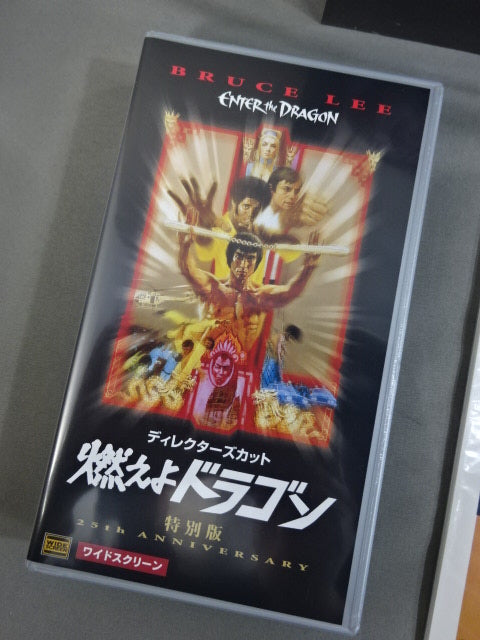 BRUCE LEE
ENTER the DRAGON
ディレクターズカット
燃えよドラゴン
特別版
25th ANNIVERSARY
WIDE SCREEN
ワイドスクリーン